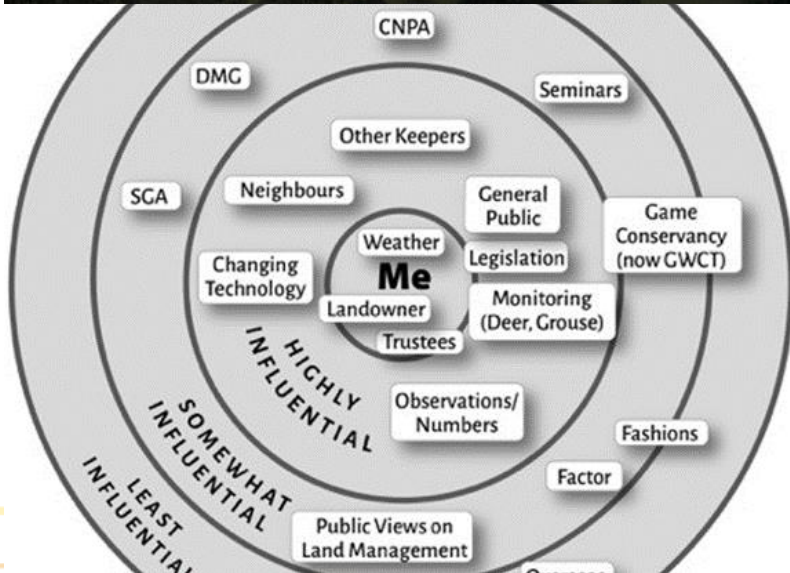 CNPA
DMG
Seminars
Other Keepers
SGA
Neighbours
General
Public
Game
Conservancy
(now GWCT)
Weather
Legislation
Changing
Technology
Me
Landowner
Monitoring
(Deer, Grouse)
Trustees
HIGHLY
INFLUENTIAL
Observations/
Numbers
SOMEWHAT
INFLUENTIAL
Fashions
Factor
LEAST
INFLUENTIAL
Public Views on
Land Management